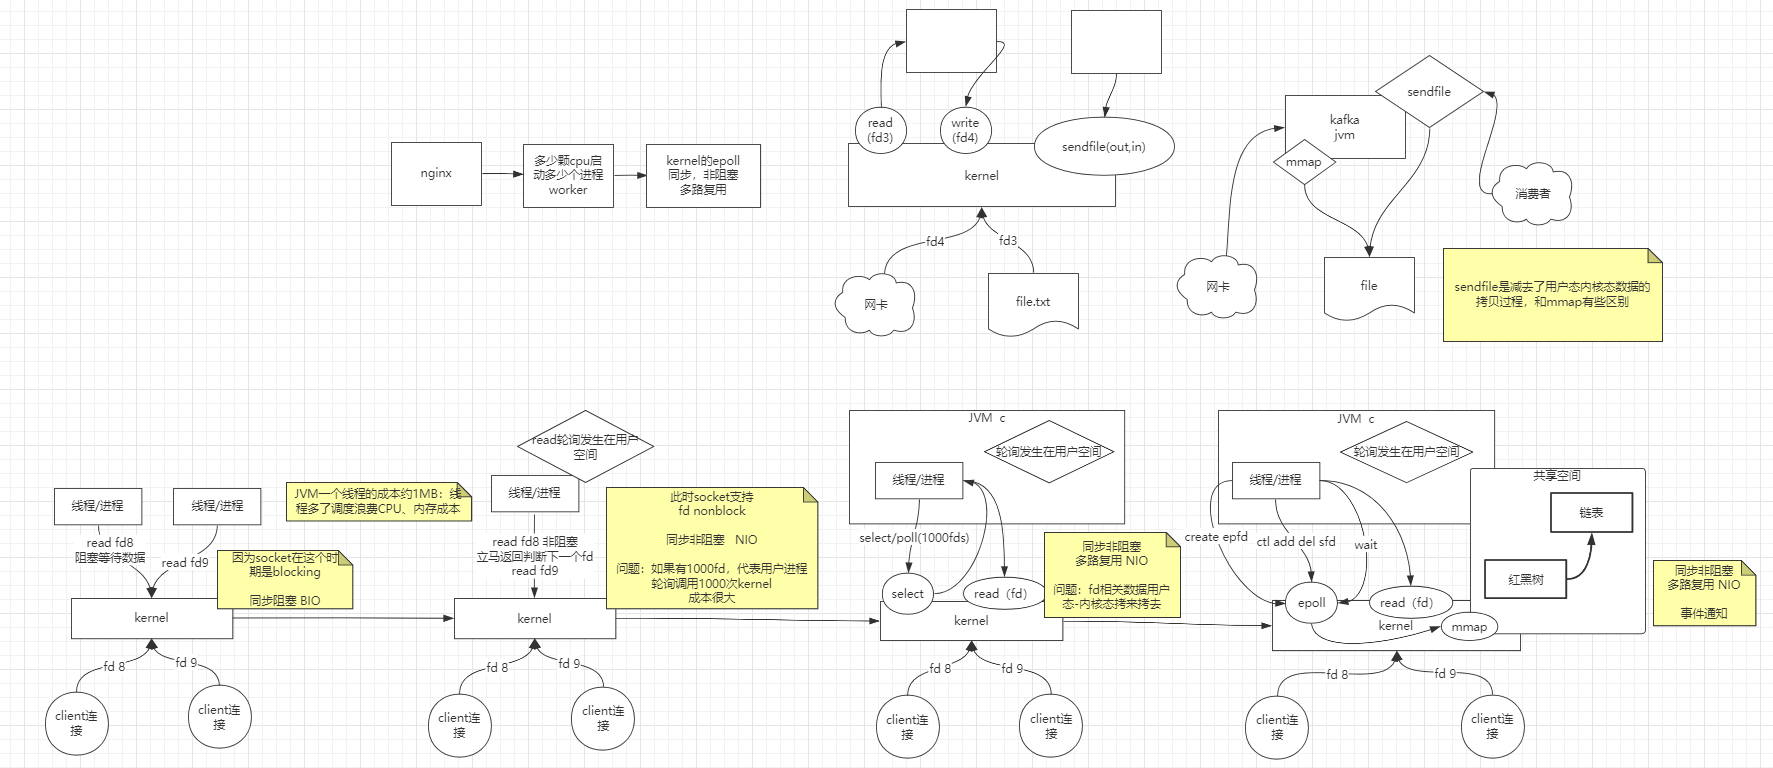 nginx
多少颗cpu启
动多少个进程
worker
kernel的epoll
同步，非阻塞
多路复用
read
(fd3)
write
(fd4)
sendfile(out,in)
kernel
fd4
fd3
网卡
file.txt
sendfile
kafka
jvm
mmap
消费者
网卡
file
sendfile是减去了用户态内核态数据的
拷贝过程，和mmap有些区别
线程/进程
线程/进程
read fd8
阻塞等待数据
read fd9
JVM一个线程的成本约1MB：线
程多了调度浪费CPU、内存成本
因为socket在这个时
期是blocking
同步阻塞 BIO
kernel
fd 8
fd 9
client连
接
client连
接
read轮询发生在用户
空间
线程/进程
read fd8 非阻塞
立马返回判断下一个fd
read fd9
此时socket支持
fd nonblock
同步非阻塞 NIO
问题：如果有1000fd，代表用户进程
轮询调用1000次kernel
成本很大
kernel
fd 8
fd 9
client连
接
client连
接
JVM c
轮询发生在用户空间
线程/进程
select/poll(1000fds)
select
read（fd）
同步非阻塞
多路复用 NIO
问题：fd相关数据用户
态-内核态拷来拷去
kernel
fd 8
fd 9
client连
接
client连
接
JVM c
轮询发生在用户空间
线程/进程
create epfd
ctl add del sfd
wait
共享空间
链表
红黑树
epoll
read（fd）
kernel
mmap
同步非阻塞
多路复用 NIO
事件通知
fd 8
fd 9
client连
接
client连
接